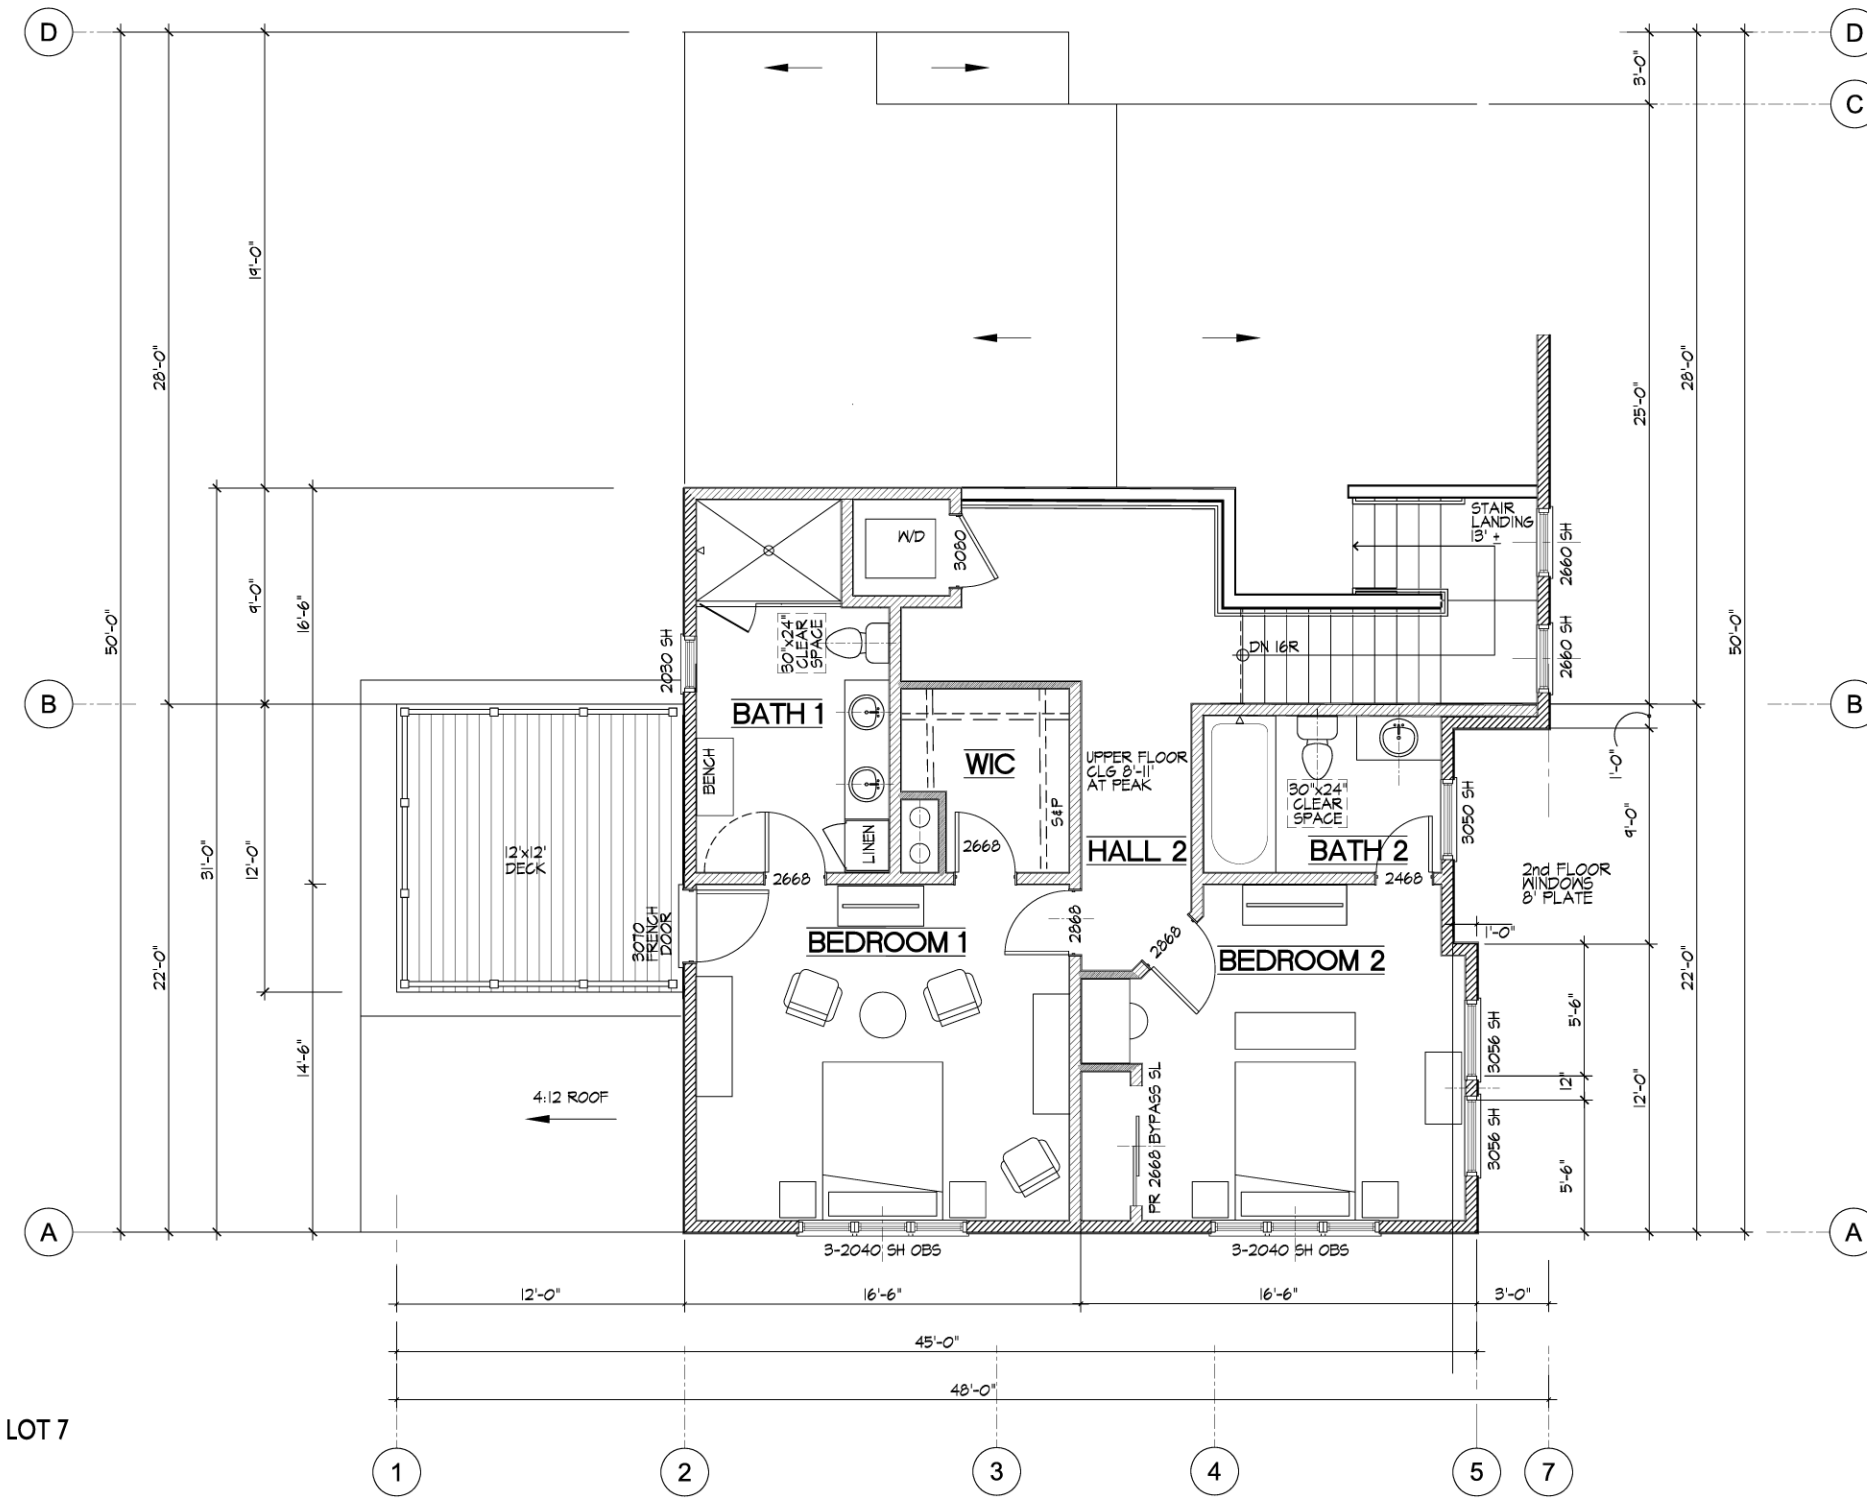 D
D
3'-0"
C
19'-0"
28'-0"
25'-0"
28'-0"
STAIR
LANDING
13' ±
W/D
3080
2660 SH
9'-0"
16'-6"
50'-0"
50'-0"
30"x24"
CLEAR
SPACE
2030 SH
DN 16R
2660 SH
B
B
BATH 1
BENCH
WIC
UPPER FLOOR
CLG 8'-11"
AT PEAK
S&P
30"x24"
CLEAR
SPACE
3050 SH
1'-0"
9'-0"
31'-0"
12'-0"
12'x12'
DECK
LINEN
2668
HALL 2
BATH 2
2668
2468
2nd FLOOR
WINDOWS
8' PLATE
3070
FRENCH
DOOR
BEDROOM 1
2868
2868
BEDROOM 2
1'-0"
22'-0"
22'-0"
5'-6"
3056 SH
14'-6"
12"
12'-0"
4:12 ROOF
PR 2668 BYPASS SL
3056 SH
5'-6"
A
A
3-2040 SH OBS
3-2040 SH OBS
12'-0"
16'-6"
16'-6"
3'-0"
45'-0"
48'-0"
LOT 7
1
2
3
4
5
7